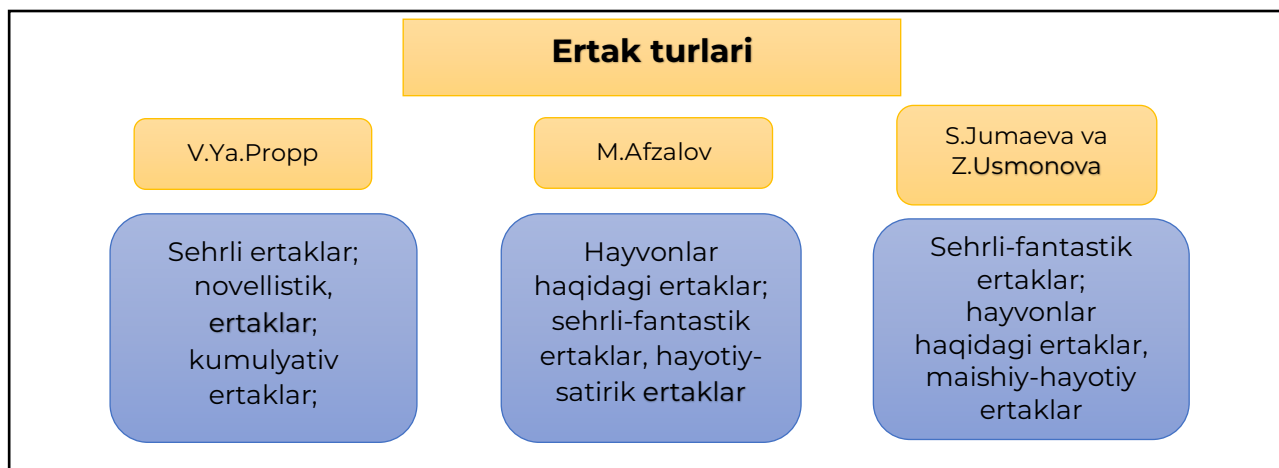 Ertak turlari
V.Ya.Propp
M.Afzalov
S.Jumaeva va
Z.Usmonova
Sehrli ertaklar;
novellistik,
ertaklar;
kumulyativ
ertaklar;
Hayvonlar
haqidagi ertaklar;
sehrli-fantastik
ertaklar, hayotiy-
satirik ertaklar
Sehrli-fantastik
ertaklar;
hayvonlar
haqidagi ertaklar,
maishiy-hayotiy
ertaklar